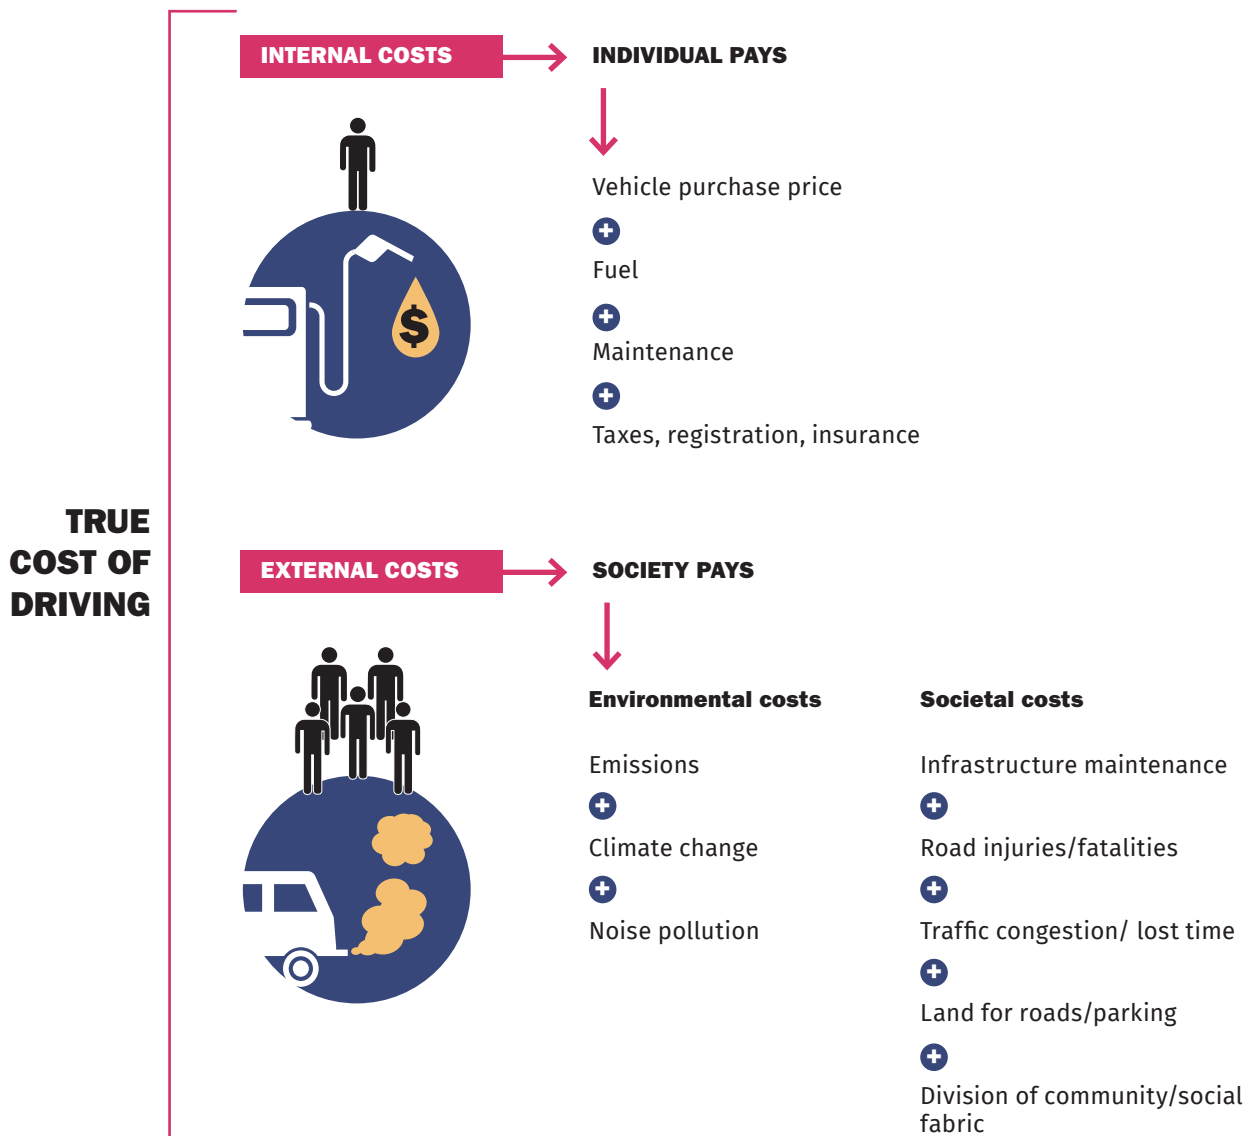 TRUE
COST OF
DRIVING
INTERNAL COSTS
INDIVIDUAL PAYS
Vehicle purchase price
Fuel
Maintenance
Taxes, registration, insurance
$
EXTERNAL COSTS
SOCIETY PAYS
Environmental costs
Emissions
Climate change
Noise pollution
Societal costs
Infrastructure maintenance
Road injuries/fatalities
Traffic congestion/ lost time
Land for roads/parking
Division of community/social
fabric